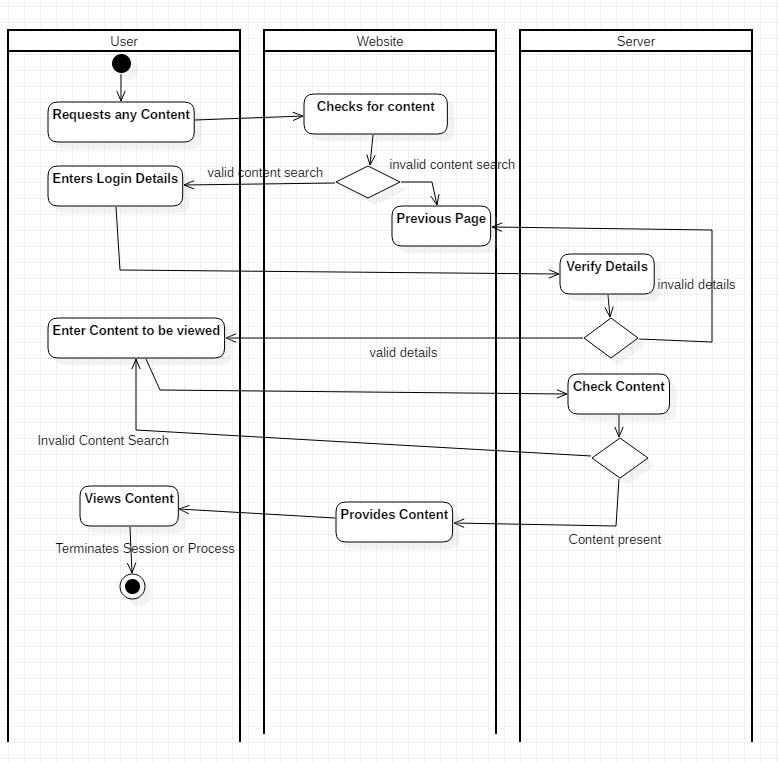 User
Website
Server
Requests any Content
Checks for content
valid content search
invalid content search
Enters Login Details
Previous Page
Verify Details
invalid details
Enter Content to be viewed
valid details
Check Content
Invalid Content Search
Views Content
Provides Content
Content present
Terminates Session or Process